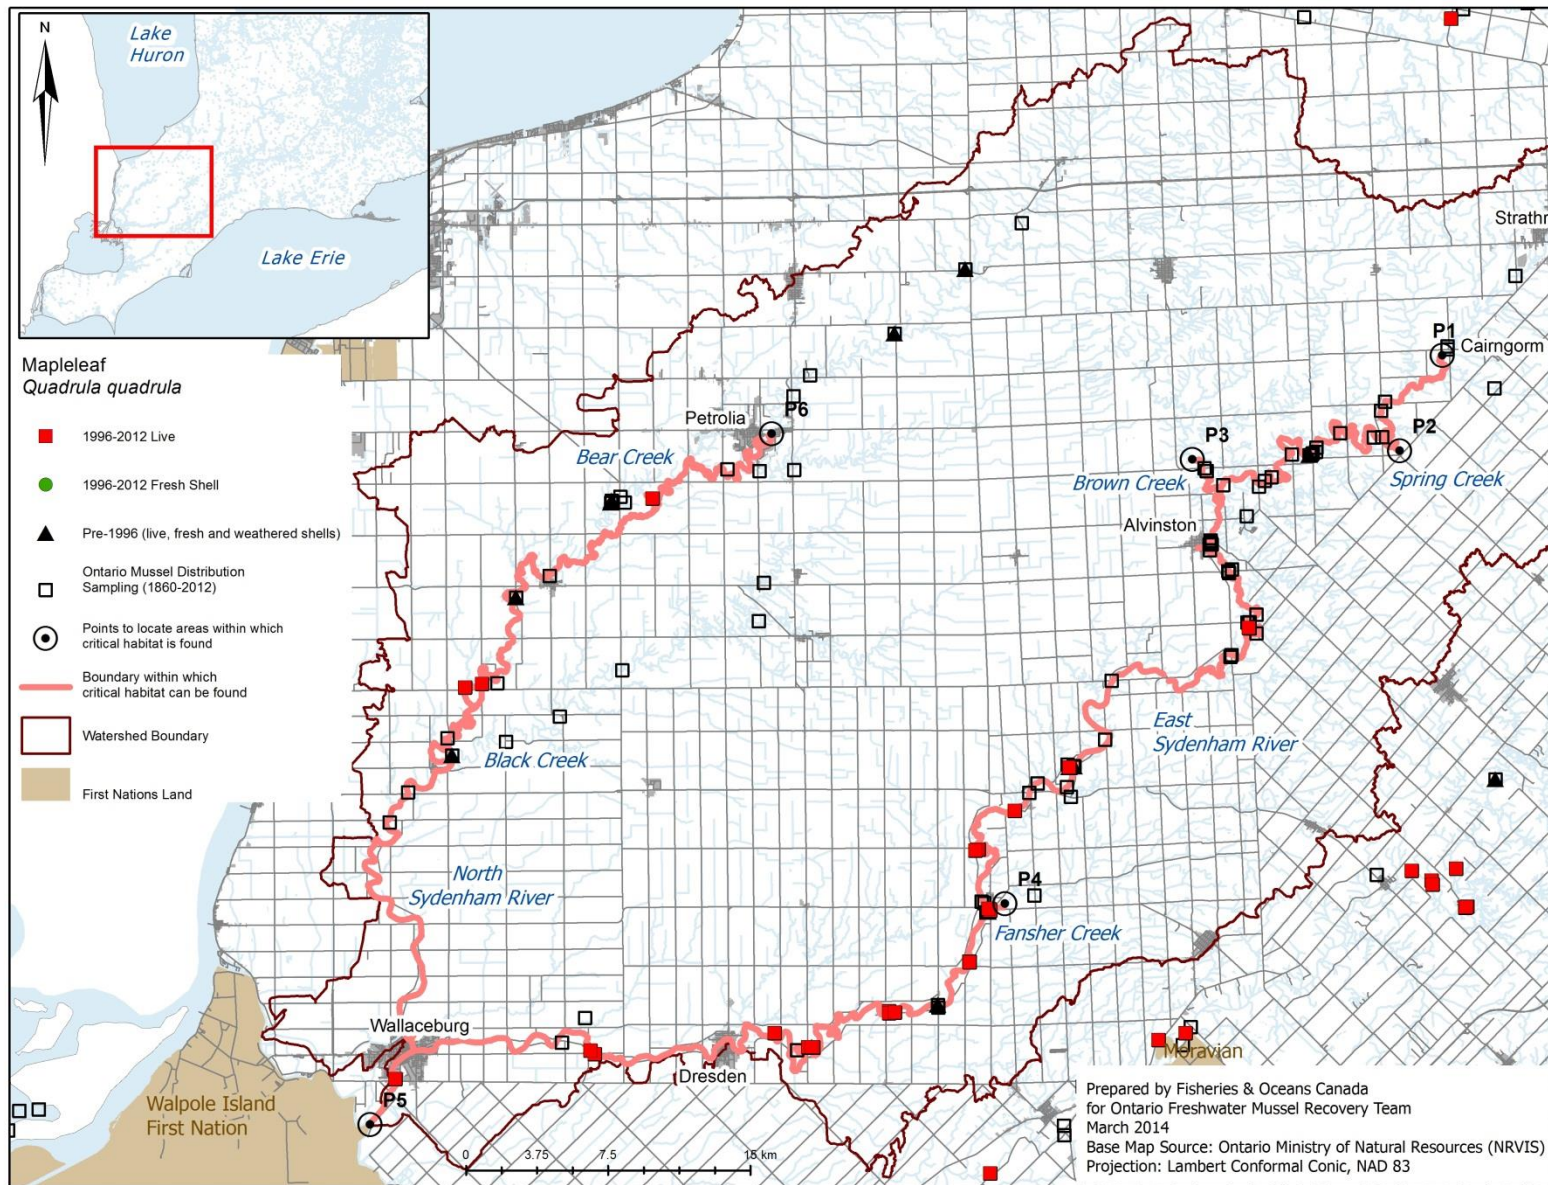 N
Lake
Huron
Lake Erie
Mapleleaf
Quadrula quadrula
1996-2012 Live
1996-2012 Fresh Shell
Pre-1996 (live, fresh and weathered shells)
Ontario Mussel Distribution
Sampling (1860-2012)
Points to locate areas within which
critical habitat is found
Boundary within which
critical habitat can be found
Watershed Boundary
First Nations Land
Strathr
P1
Cairngorm
P2
Spring Creek
P3
Brown Creek
Alvinston
Petrolia
P6
Bear Creek
Black Creek
East
Sydenham River
North
Sydenham River
P4
Fansher Creek
Wallaceburg
Dresden
P5
Walpole Island
First Nation
Moravian
0 3.75 7.5 15 km
Prepared by Fisheries & Oceans Canada
for Ontario Freshwater Mussel Recovery Team
March 2014
Base Map Source: Ontario Ministry of Natural Resources (NRVIS)
Projection: Lambert Conformal Conic, NAD 83